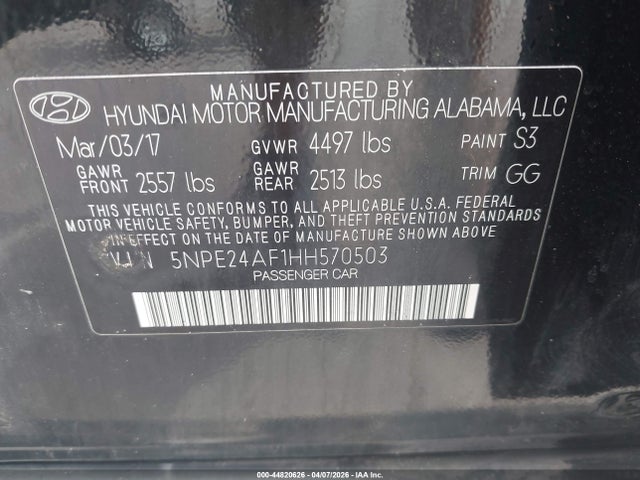 MANUFACTURED BY
HYUNDAI MOTOR MANUFACTURING ALABAMA, LLC
Mar/03/17 GVWR 4497 lbs PAINT S3
GAWR FRONT 2557 lbs GAWR REAR 2513 lbs TRIM GG
THIS VEHICLE CONFORMS TO ALL APPLICABLE U.S.A. FEDERAL
MOTOR VEHICLE SAFETY, BUMPER, AND THEFT PREVENTION STANDARDS
IN EFFECT ON THE DATE OF MANUFACTURE SHOWN ABOVE.
V I N 5NPE24AF1HH570503
PASSENGER CAR
000-44820626 - 04/07/2026 - IAA Inc.